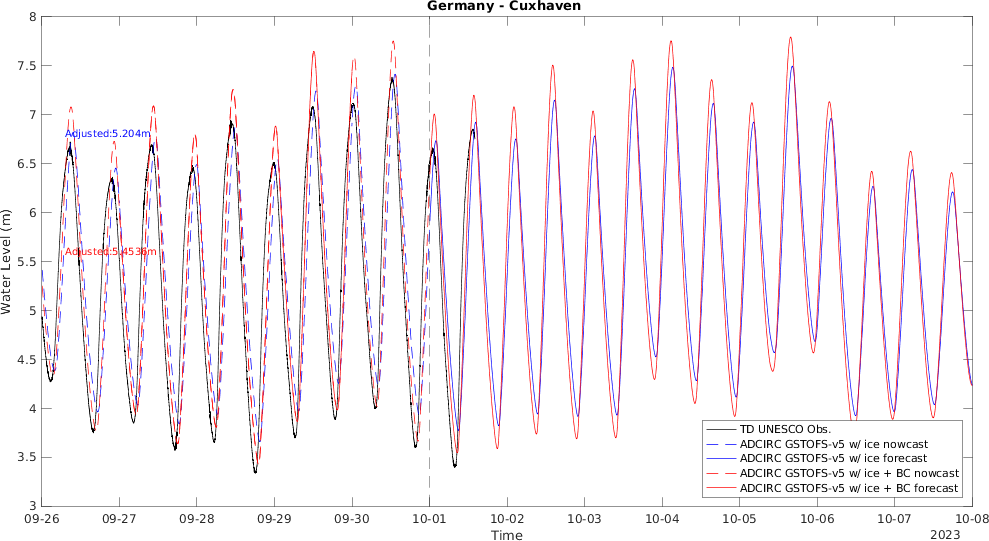 Germany - Cuxhaven
8
7.5
7
6.5
6
5.5
5
4.5
4
3.5
3
Water Level (m)
Adjusted:5.204m
Adjusted:5.4536m
TD UNESCO Obs.
ADCIRC GSTOFS-v5 w/ ice nowcast
ADCIRC GSTOFS-v5 w/ ice forecast
ADCIRC GSTOFS-v5 w/ ice + BC nowcast
ADCIRC GSTOFS-v5 w/ ice + BC forecast
09-26 09-27 09-28 09-29 09-30 10-01 10-02 10-03 10-04 10-05 10-06 10-07 10-08
Time
2023